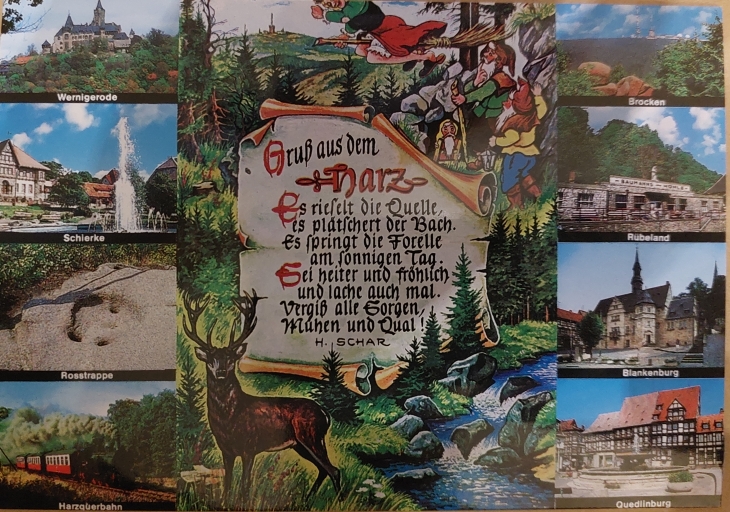 Wernigerode
Schierke
Rosstrappe
Harzquerbahn
Gruß aus dem
Harz
Es rieselt die Quelle,
es plätschert der Bach.
Es springt die Forelle
am sonnigen Tag.
Sei heiter und fröhlich
und lache auch mal.
Vergiß alle Sorgen,
Mühen und Qual!
H. SCHAR
Brocken
Rübeland
Blankenburg
Quedlinburg